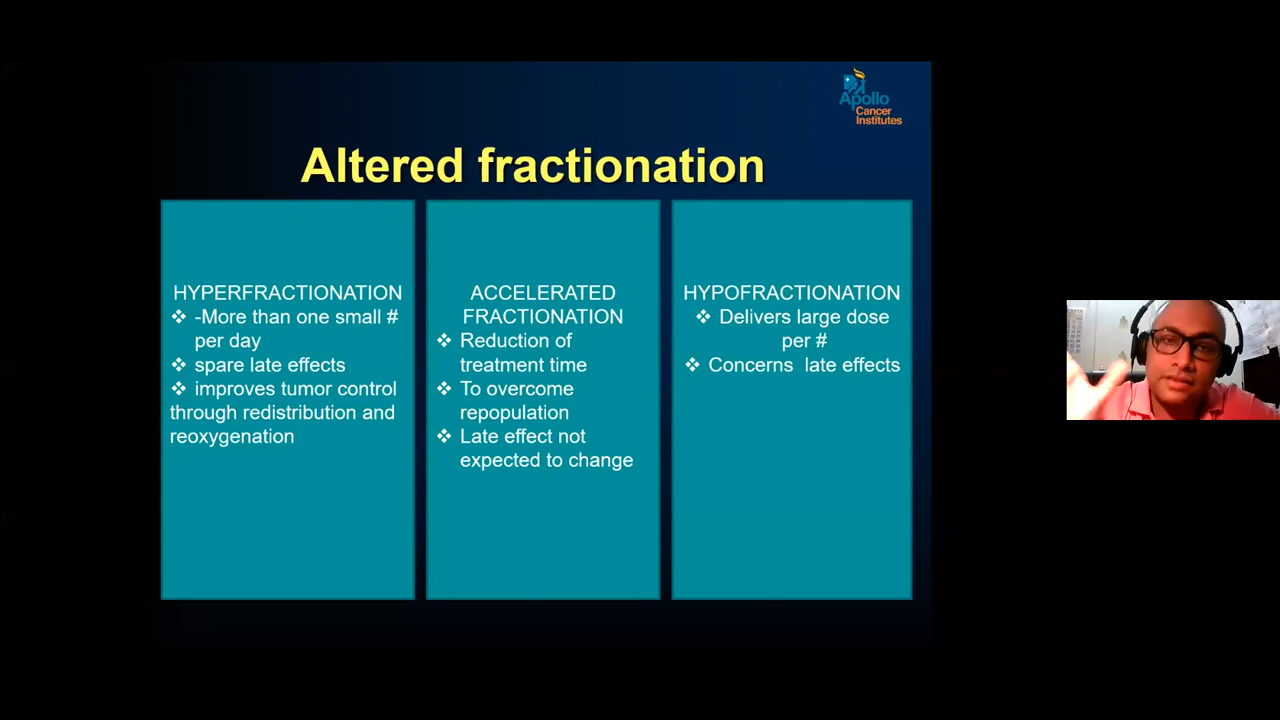 Apollo
Cancer
Institutes
Altered fractionation
HYPERFRACTIONATION
❖ -More than one small #
per day
❖ spare late effects
❖ improves tumor control
through redistribution and
reoxygenation
ACCELERATED
FRACTIONATION
❖ Reduction of
treatment time
❖ To overcome
repopulation
❖ Late effect not
expected to change
HYPOFRACTIONATION
❖ Delivers large dose
per #
❖ Concerns late effects